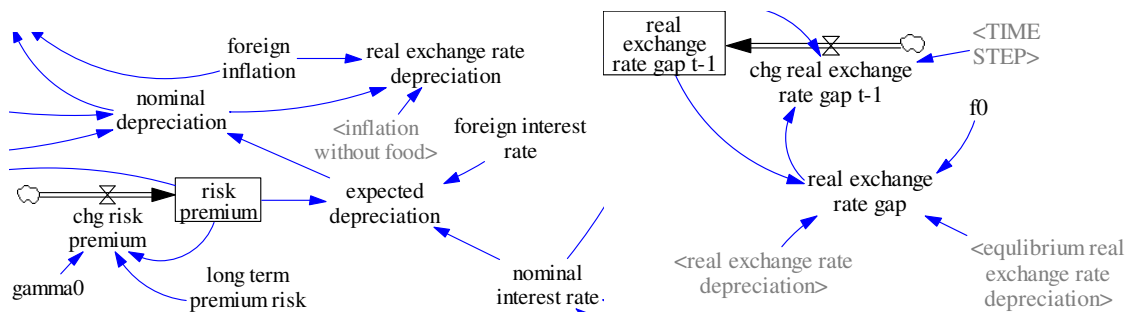 foreign
inflation
real exchange rate
depreciation
nominal
depreciation
<inflation
without food>
foreign interest
rate
risk
premium
expected
depreciation
chg risk
premium
gamma0
long term
premium risk
nominal
interest rate
real
exchange
rate gap t-1
chg real exchange
rate gap t-1
<TIME
STEP>
f0
real exchange
rate gap
<real exchange rate
depreciation>
<equlibrium real
exchange rate
depreciation>